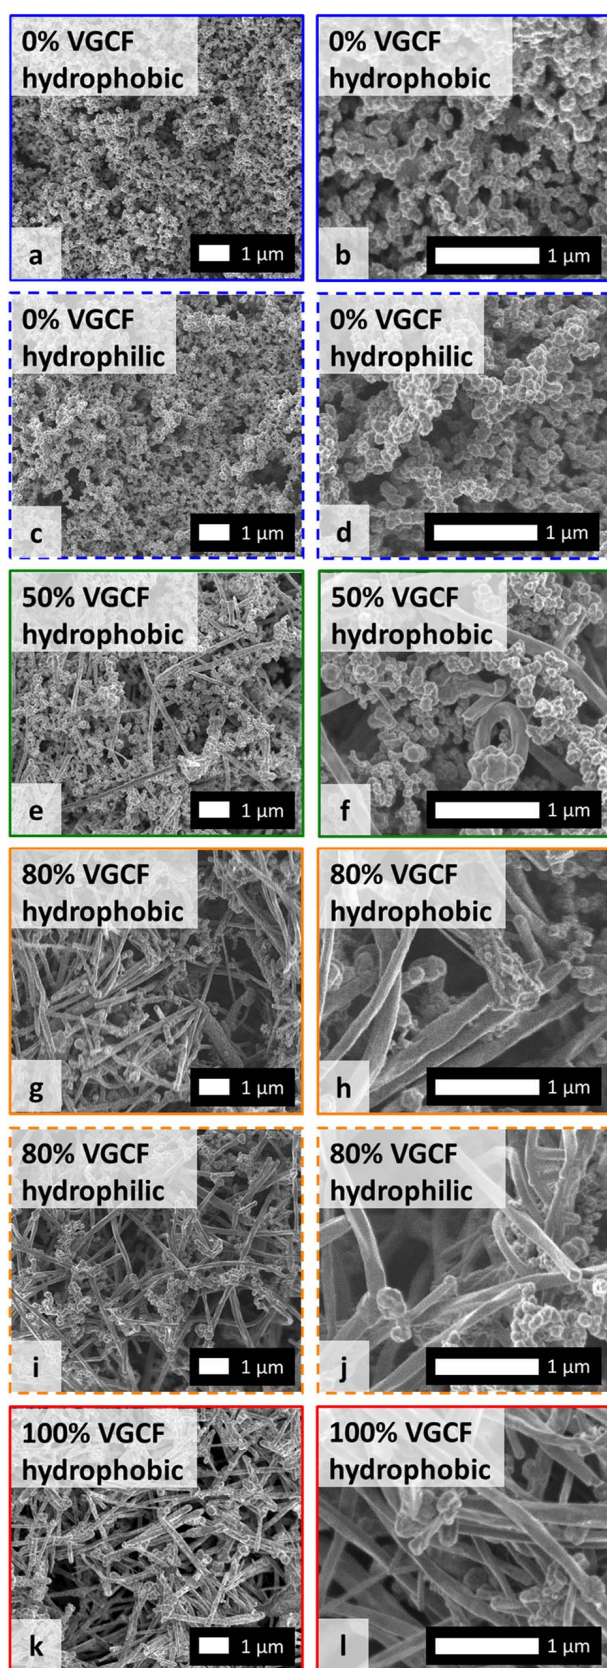 0% VGCF
hydrophobic
a
1 µm
0% VGCF
hydrophobic
b
1 µm
0% VGCF
hydrophilic
c
1 µm
0% VGCF
hydrophilic
d
1 µm
50% VGCF
hydrophobic
e
1 µm
50% VGCF
hydrophobic
f
1 µm
80% VGCF
hydrophobic
g
1 µm
80% VGCF
hydrophobic
h
1 µm
80% VGCF
hydrophilic
i
1 µm
80% VGCF
hydrophilic
j
1 µm
100% VGCF
hydrophobic
k
1 µm
100% VGCF
hydrophobic
l
1 µm